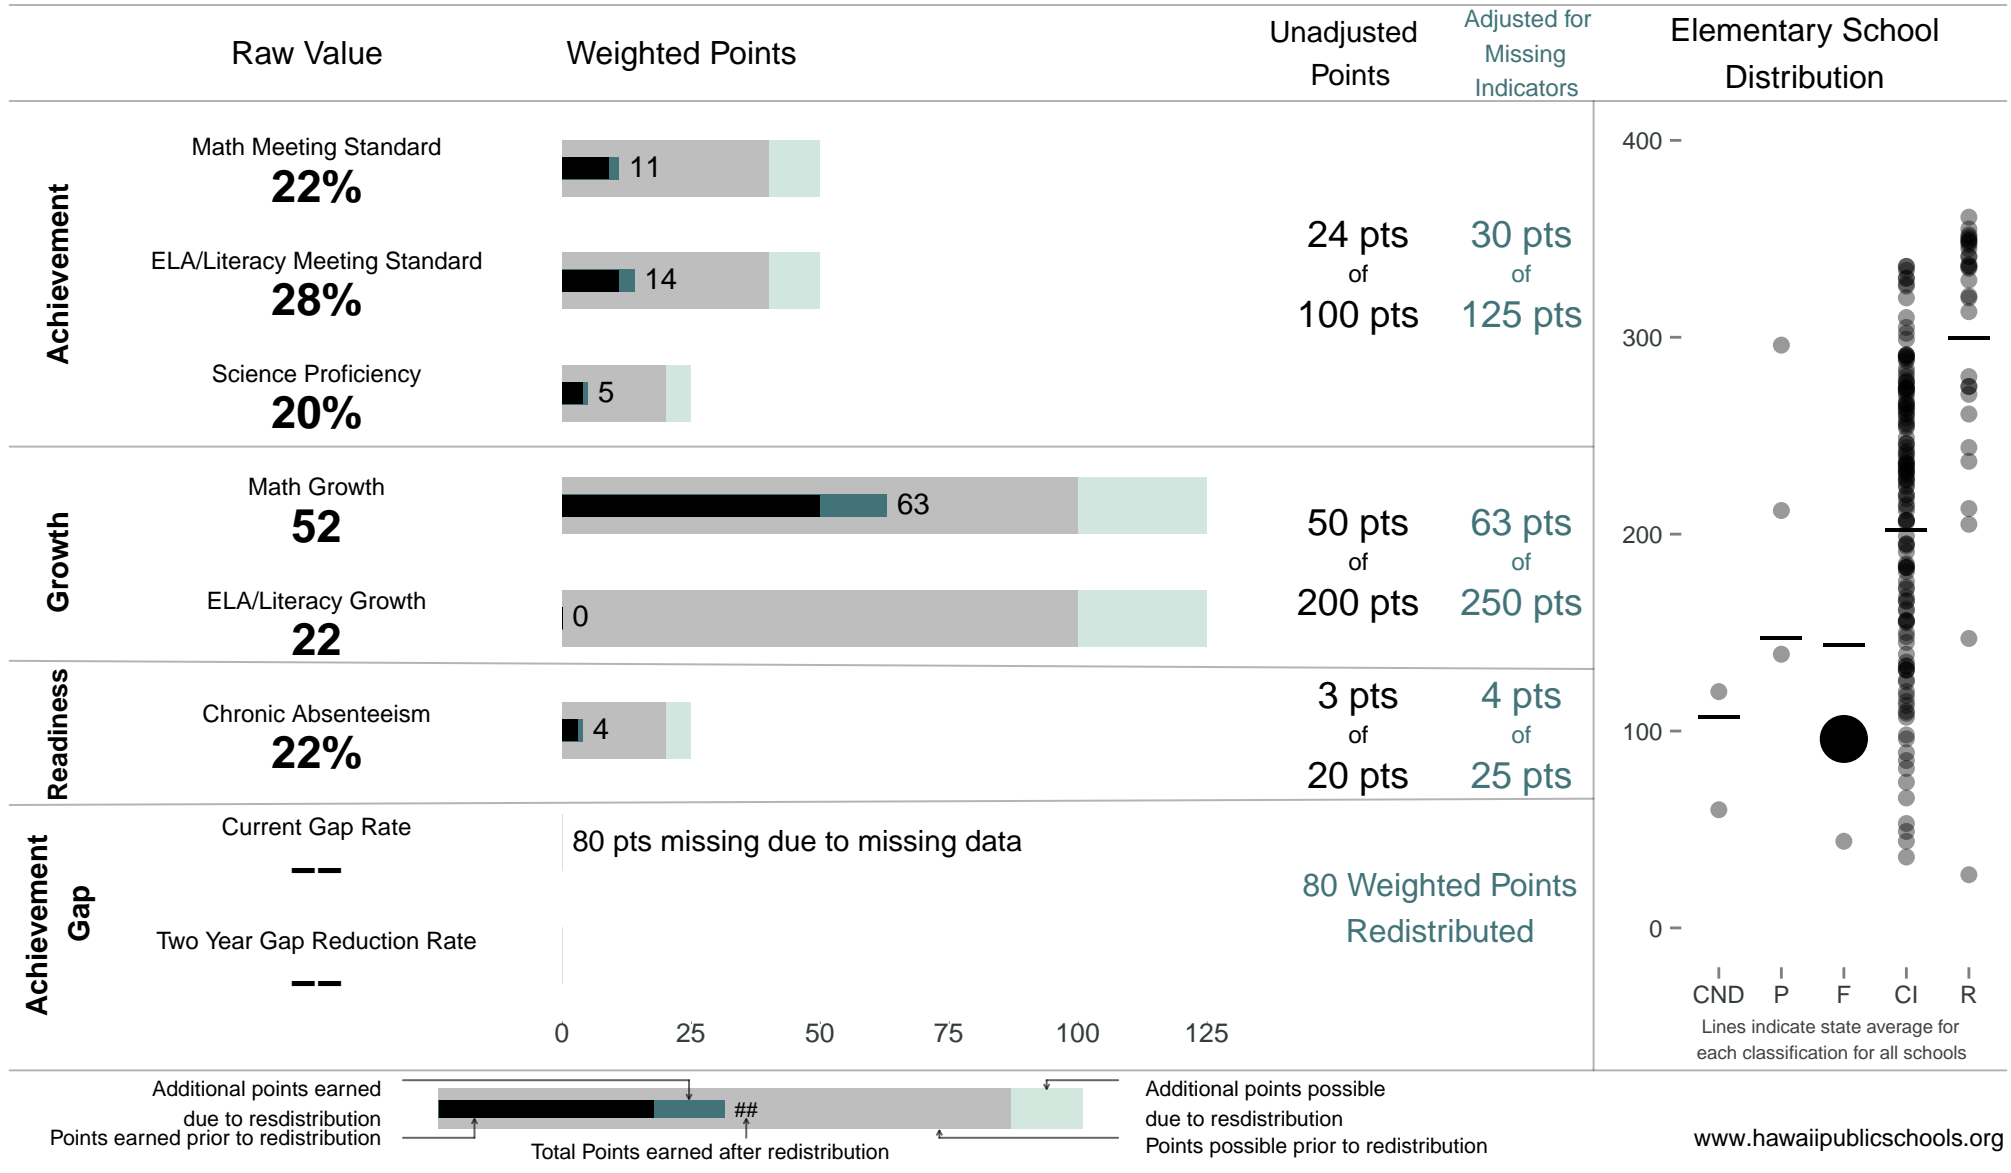 Raw Value
Weighted Points
Unadjusted
Points
Adjusted for
Missing
Indicators
Elementary School
Distribution
Achievement
Math Meeting Standard
22%
11
ELA/Literacy Meeting Standard
28%
14
Science Proficiency
20%
5
24 pts
of
100 pts
30 pts
of
125 pts
Growth
Math Growth
52
63
ELA/Literacy Growth
22
0
50 pts
of
200 pts
63 pts
of
250 pts
Readiness
Chronic Absenteeism
22%
4
3 pts
of
20 pts
4 pts
of
25 pts
Achievement
Gap
Current Gap Rate
--
80 pts missing due to missing data
Two Year Gap Reduction Rate
--
80 Weighted Points
Redistributed
0 25 50 75 100 125
400
300
200
100
0
CND P F CI R
Lines indicate state average for
each classification for all schools
Additional points earned
due to resdistribution
Points earned prior to redistribution
##
Total Points earned after redistribution
Additional points possible
due to resdistribution
Points possible prior to redistribution
www.hawaiipublicschools.org